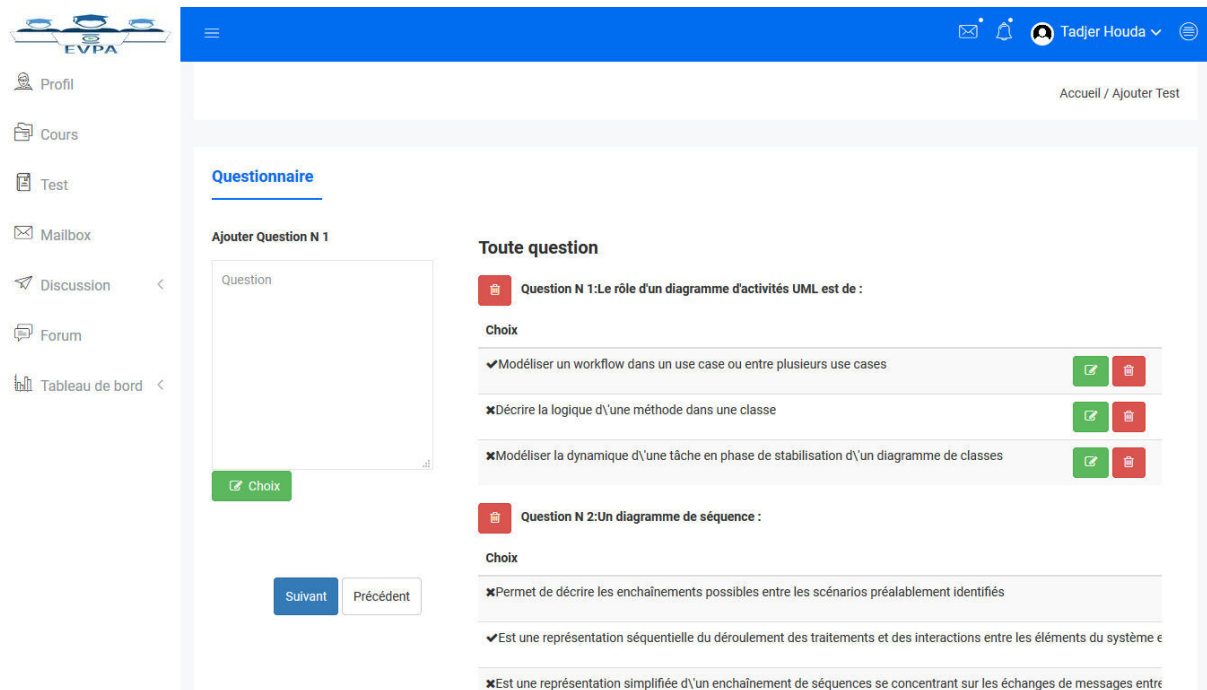 EVPA
Tadjer Houda
Profil
Cours
Test
Mailbox
Discussion
Forum
Tableau de bord
Accueil / Ajouter Test
Questionnaire
Ajouter Question N 1
Question
Choix
Suivant
Précédent
Toute question
Question N 1:Le rôle d'un diagramme d'activités UML est de :
Choix
✔Modéliser un workflow dans un use case ou entre plusieurs use cases
✖Décrire la logique d\'une méthode dans une classe
✖Modéliser la dynamique d\'une tâche en phase de stabilisation d\'un diagramme de classes
Question N 2:Un diagramme de séquence :
Choix
✖Permet de décrire les enchaînements possibles entre les scénarios préalablement identifiés
✔Est une représentation séquentielle du déroulement des traitements et des interactions entre les éléments du système e
✖Est une représentation simplifiée d\'un enchaînement de séquences se concentrant sur les échanges de messages entre